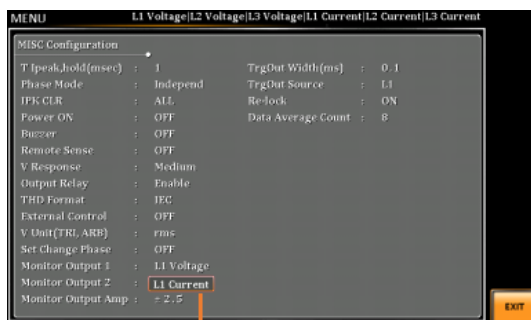 MENU L1 Voltage|L2 Voltage|L3 Voltage|L1 Current|L2 Current|L3 Current
MISC Configuration
T Ipeak,hold(msec) : 1 TrgOut Width(ms) : 0.1
Phase Mode : Independ TrgOut Source : L1
IPK CLR : ALL Re-lock : ON
Power ON : OFF Data Average Count : 8
Buzzer : OFF
Remote Sense : OFF
V Response : Medium
Output Relay : Enable
THD Format : IEC
External Control : OFF
V Unit(TRI, ARB) : rms
Set Change Phase : OFF
Monitor Output 1 : L1 Voltage
Monitor Output 2 : L1 Current
Monitor Output Amp : ± 2.5
EXIT